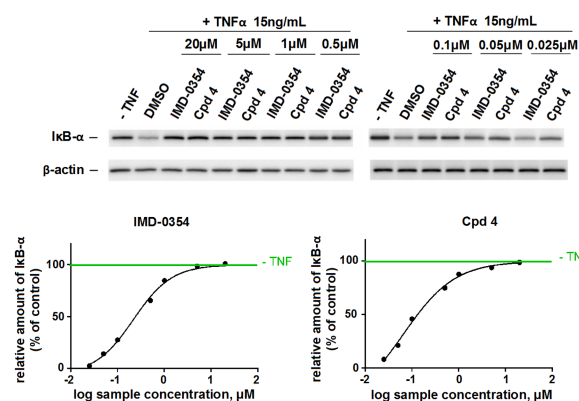 + TNFα 15ng/mL
20µM 5µM 1µM 0.5µM
- TNF DMSO IMD-0354 Cpd 4 IMD-0354 Cpd 4 IMD-0354 Cpd 4 IMD-0354 Cpd 4
+ TNFα 15ng/mL
0.1µM 0.05µM 0.025µM
- TNF DMSO IMD-0354 Cpd 4 IMD-0354 Cpd 4 IMD-0354 Cpd 4
IκB-α
β-actin
IMD-0354
relative amount of IκB-α
(% of control)
100
50
0
- TNF
-2 -1 0 1 2
log sample concentration, µM
Cpd 4
relative amount of IκB-α
(% of control)
100
50
0
- TN
-2 -1 0 1 2
log sample concentration, µM